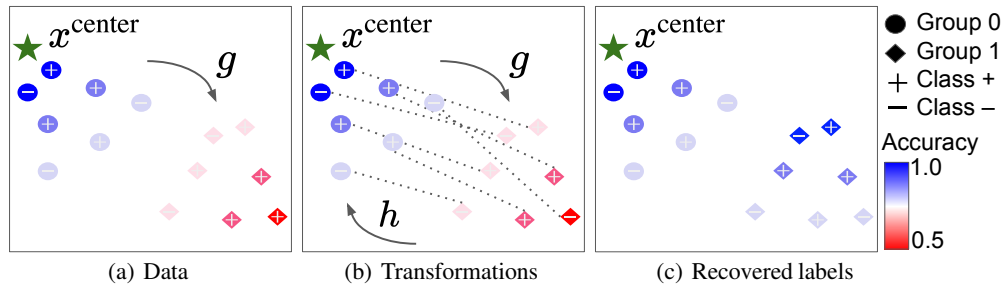 x^center
g
x^center
g
h
x^center
Group 0
Group 1
Class +
Class –
Accuracy
1.0
0.5
(a) Data
(b) Transformations
(c) Recovered labels